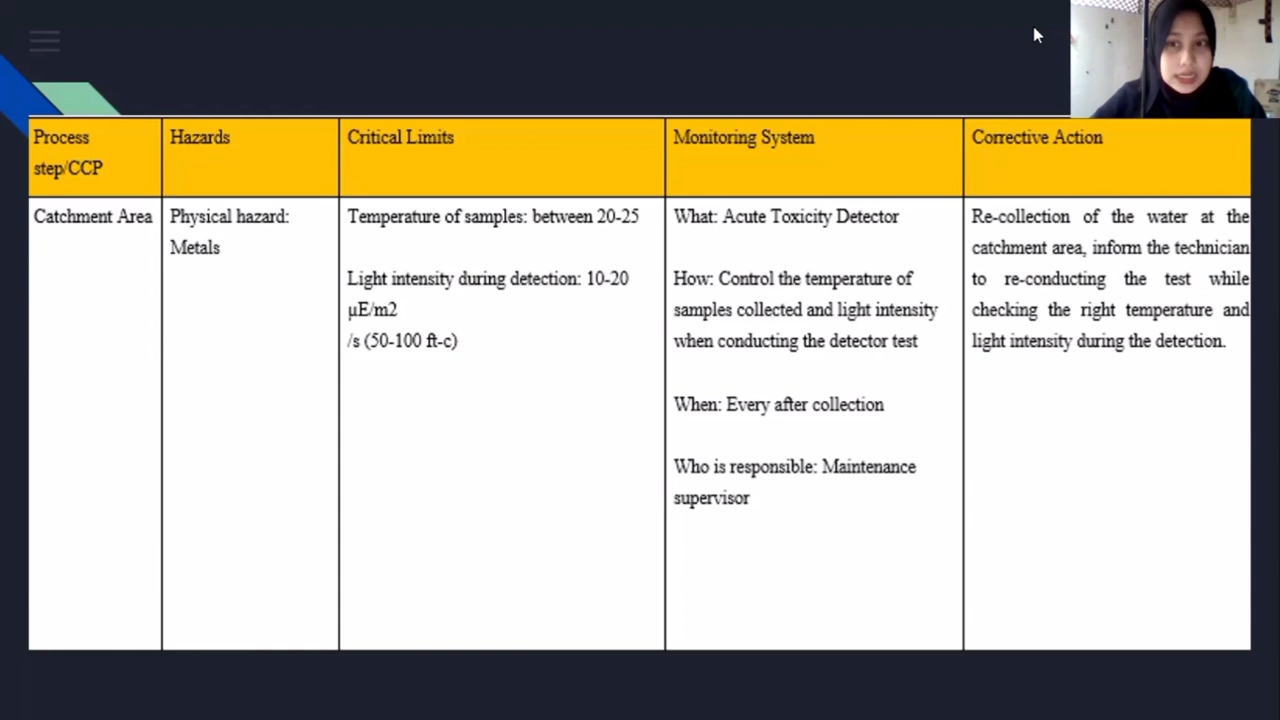 Process
step/CCP
Hazards
Critical Limits
Monitoring System
Corrective Action
Catchment Area
Physical hazard:
Metals
Temperature of samples: between 20-25
Light intensity during detection: 10-20
µE/m2
/s (50-100 ft-c)
What: Acute Toxicity Detector
How: Control the temperature of
samples collected and light intensity
when conducting the detector test
When: Every after collection
Who is responsible: Maintenance
supervisor
Re-collection of the water at the
catchment area, inform the technician
to re-conducting the test while
checking the right temperature and
light intensity during the detection.